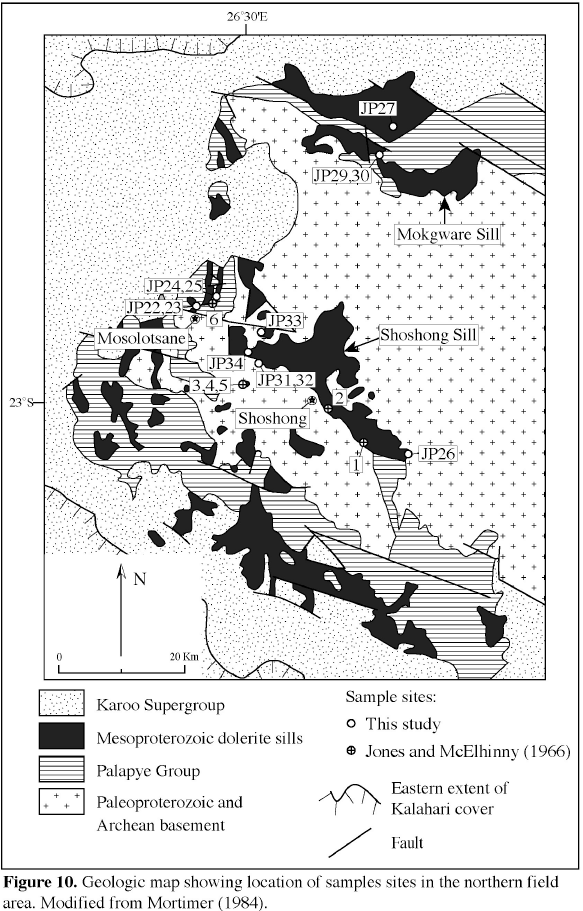 26°30'E
JP27
JP29,30
Mokgware Sill
JP24,25
JP22,23
6
JP33
Mosolotsane
Shoshong Sill
JP34
3,4,5
JP31,32
23°S
2
Shoshong
1
JP26
N
0 20 Km
Karoo Supergroup
Mesoproterozoic dolerite sills
Palapye Group
Paleoproterozoic and
Archean basement
Sample sites:
This study
Jones and McElhinny (1966)
Eastern extent of
Kalahari cover
Fault
Figure 10. Geologic map showing location of samples sites in the northern field
area. Modified from Mortimer (1984).